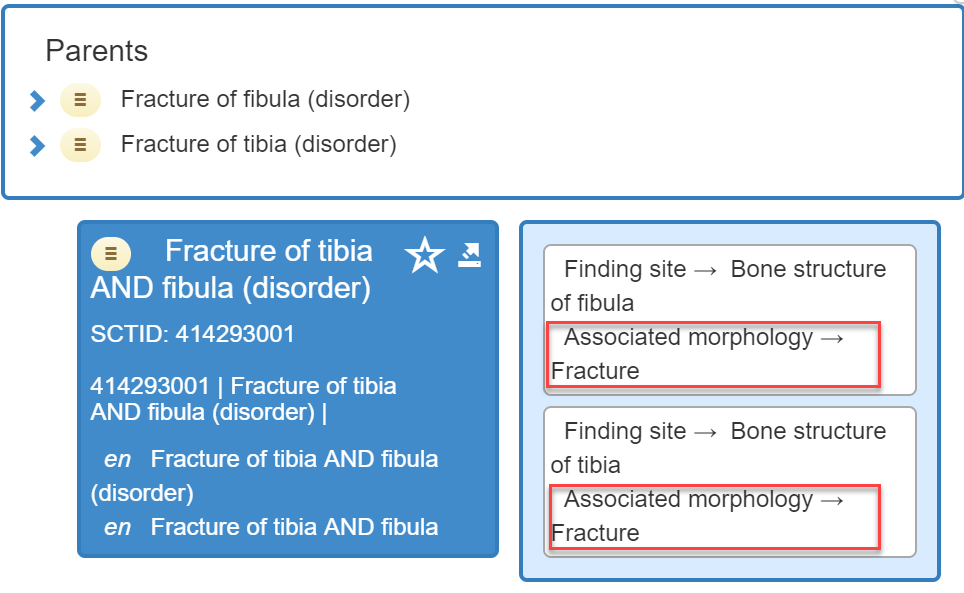 Parents
Fracture of fibula (disorder)
Fracture of tibia (disorder)
Fracture of tibia
AND fibula (disorder)
SCTID: 414293001
414293001 | Fracture of tibia
AND fibula (disorder) |
en Fracture of tibia AND fibula
(disorder)
en Fracture of tibia AND fibula
Finding site → Bone structure
of fibula
Associated morphology →
Fracture
Finding site → Bone structure
of tibia
Associated morphology →
Fracture